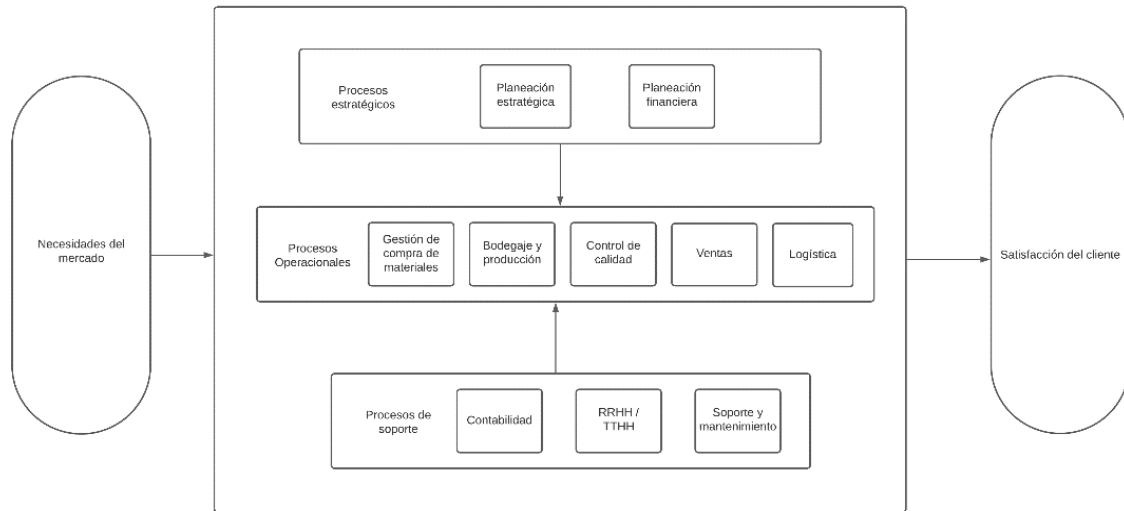 Procesos
estratégicos
Planeación
estratégica
Planeación
financiera
Necesidades del
mercado
Procesos
Operacionales
Gestión de
compra de
materiales
Bodegaje y
producción
Control de
calidad
Ventas
Logística
Satisfacción del cliente
Procesos de
soporte
Contabilidad
RRHH /
TTHH
Soporte y
mantenimiento